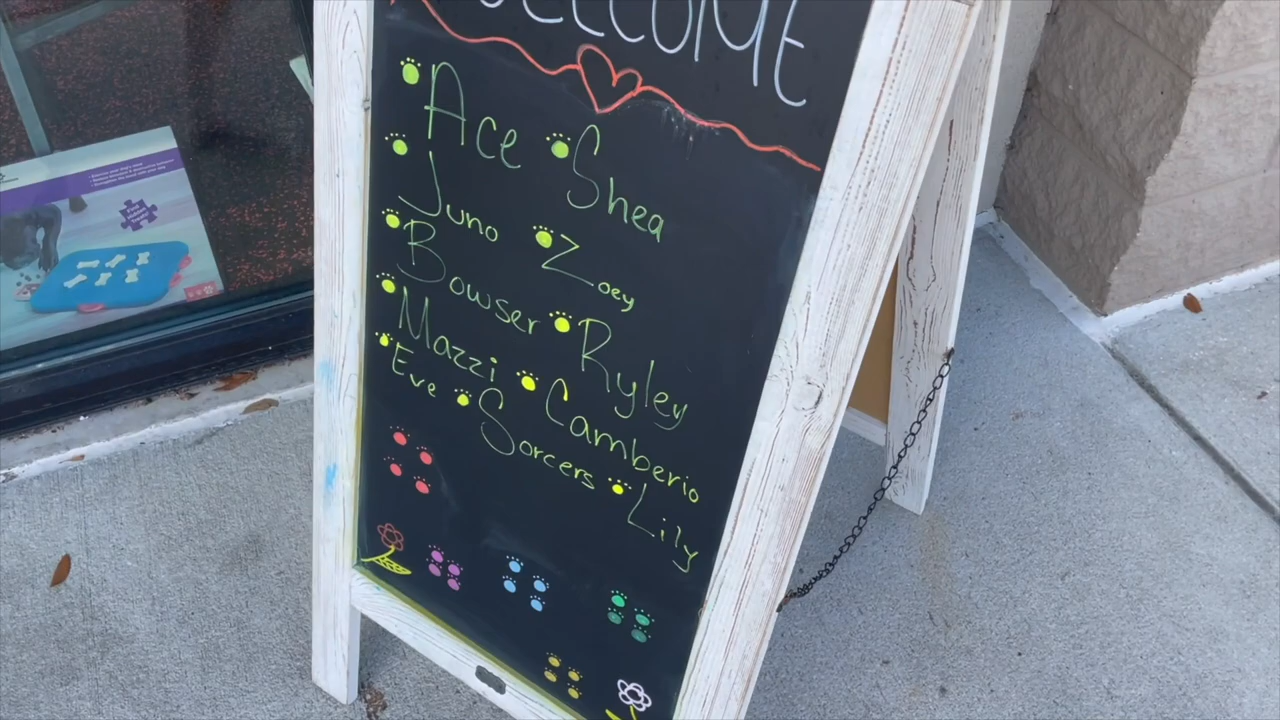 WELCOME
Ace Shea
Juno Zoey
Bowser Ryley
Mazzi Camberio
Eve Sorcers Lily